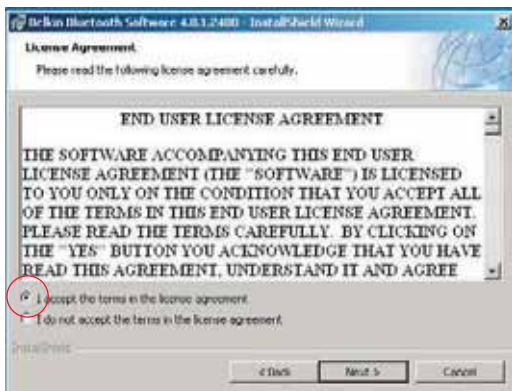 Belkin Bluetooth Software 4.0.1.2400 - InstallShield Wizard
License Agreement
Please read the following license agreement carefully.
END USER LICENSE AGREEMENT
THE SOFTWARE ACCOMPANYING THIS END USER
LICENSE AGREEMENT (THE "SOFTWARE") IS LICENSED
TO YOU ONLY ON THE CONDITION THAT YOU ACCEPT ALL
OF THE TERMS IN THIS END USER LICENSE AGREEMENT.
PLEASE READ THE TERMS CAREFULLY. BY CLICKING ON
THE "YES" BUTTON YOU ACKNOWLEDGE THAT YOU HAVE
READ THIS AGREEMENT, UNDERSTAND IT AND AGREE
I accept the terms in the license agreement
I do not accept the terms in the license agreement
InstallShield
< Back Next > Cancel